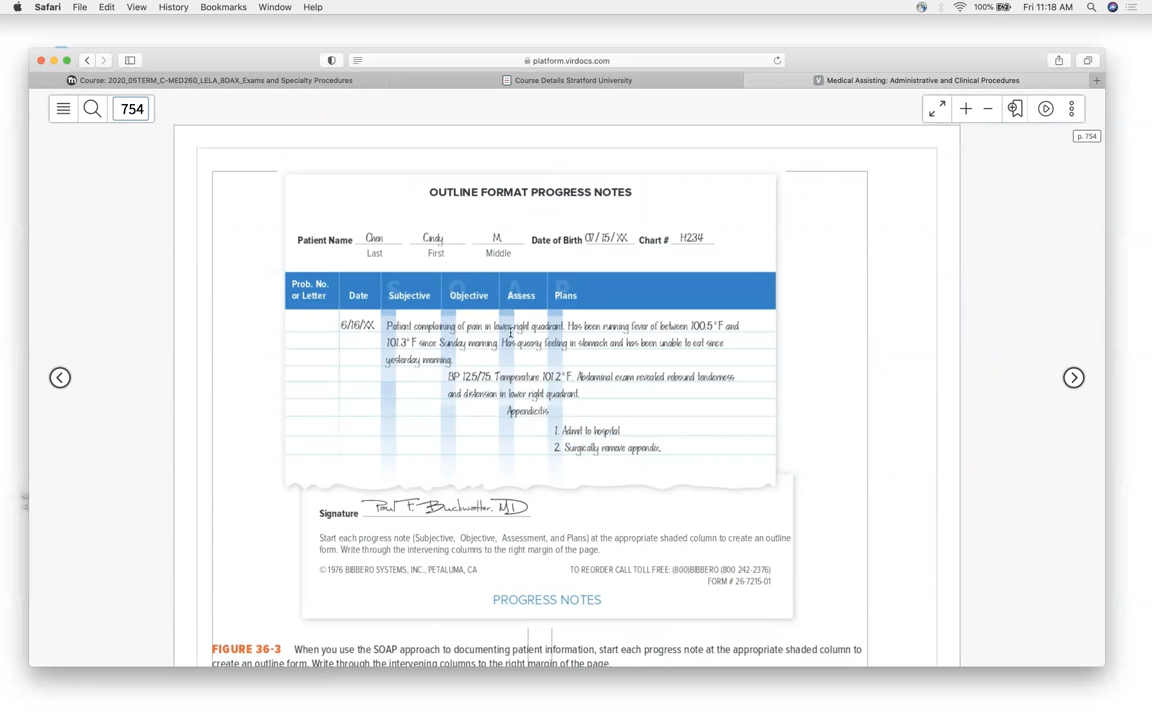 Safari File Edit View History Bookmarks Window Help 100% Fri 11:18 AM
platform.virdocs.com
Course: 2020_05TERM_C-MED260_LELA_8DAX_Exams and Specialty Procedures
Course Details Stratford University
Medical Assisting: Administrative and Clinical Procedures
754
p. 754
OUTLINE FORMAT PROGRESS NOTES
Patient Name Chen Cindy M. Date of Birth 07/15/XX Chart # H234
Last First Middle
Prob. No.
or Letter Date Subjective Objective Assess Plans
6/16/XX Patient complaining of pain in lower right quadrant. Has been running fever of between 100.5°F and
101.3°F since Sunday morning. Has queasy feeling in stomach and has been unable to eat since
yesterday morning.
BP 125/75. Temperature 101.2°F. Abdominal exam revealed rebound tenderness
and distension in lower right quadrant.
Appendicitis
1. Admit to hospital
2. Surgically remove appendix.
Signature Paul F. Buckwalter, MD
Start each progress note (Subjective, Objective, Assessment, and Plans) at the appropriate shaded column to create an outline
form. Write through the intervening columns to the right margin of the page.
© 1976 BIBBERO SYSTEMS, INC., PETALUMA, CA TO REORDER CALL TOLL FREE: (800)BIBBERO (800 242-2376)
FORM # 26-7215-01
PROGRESS NOTES
FIGURE 36-3 When you use the SOAP approach to documenting patient information, start each progress note at the appropriate shaded column to
create an outline form. Write through the intervening columns to the right margin of the page.